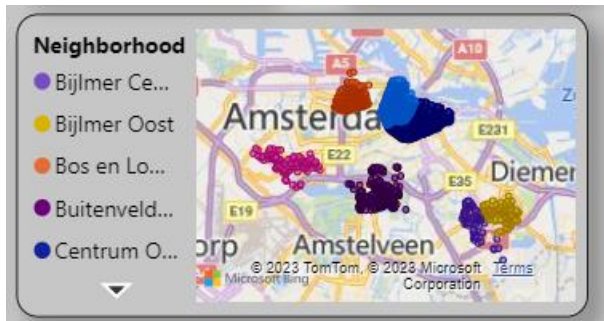 Neighborhood
Bijlmer Ce...
Bijlmer Oost
Bos en Lo...
Buitenveld...
Centrum O...
A10
A5
Amsterda
E231
E22
Diemen
E35
E19
orp
Amstelveen
© 2023 TomTom, © 2023 Microsoft Corporation
Terms
Microsoft Bing